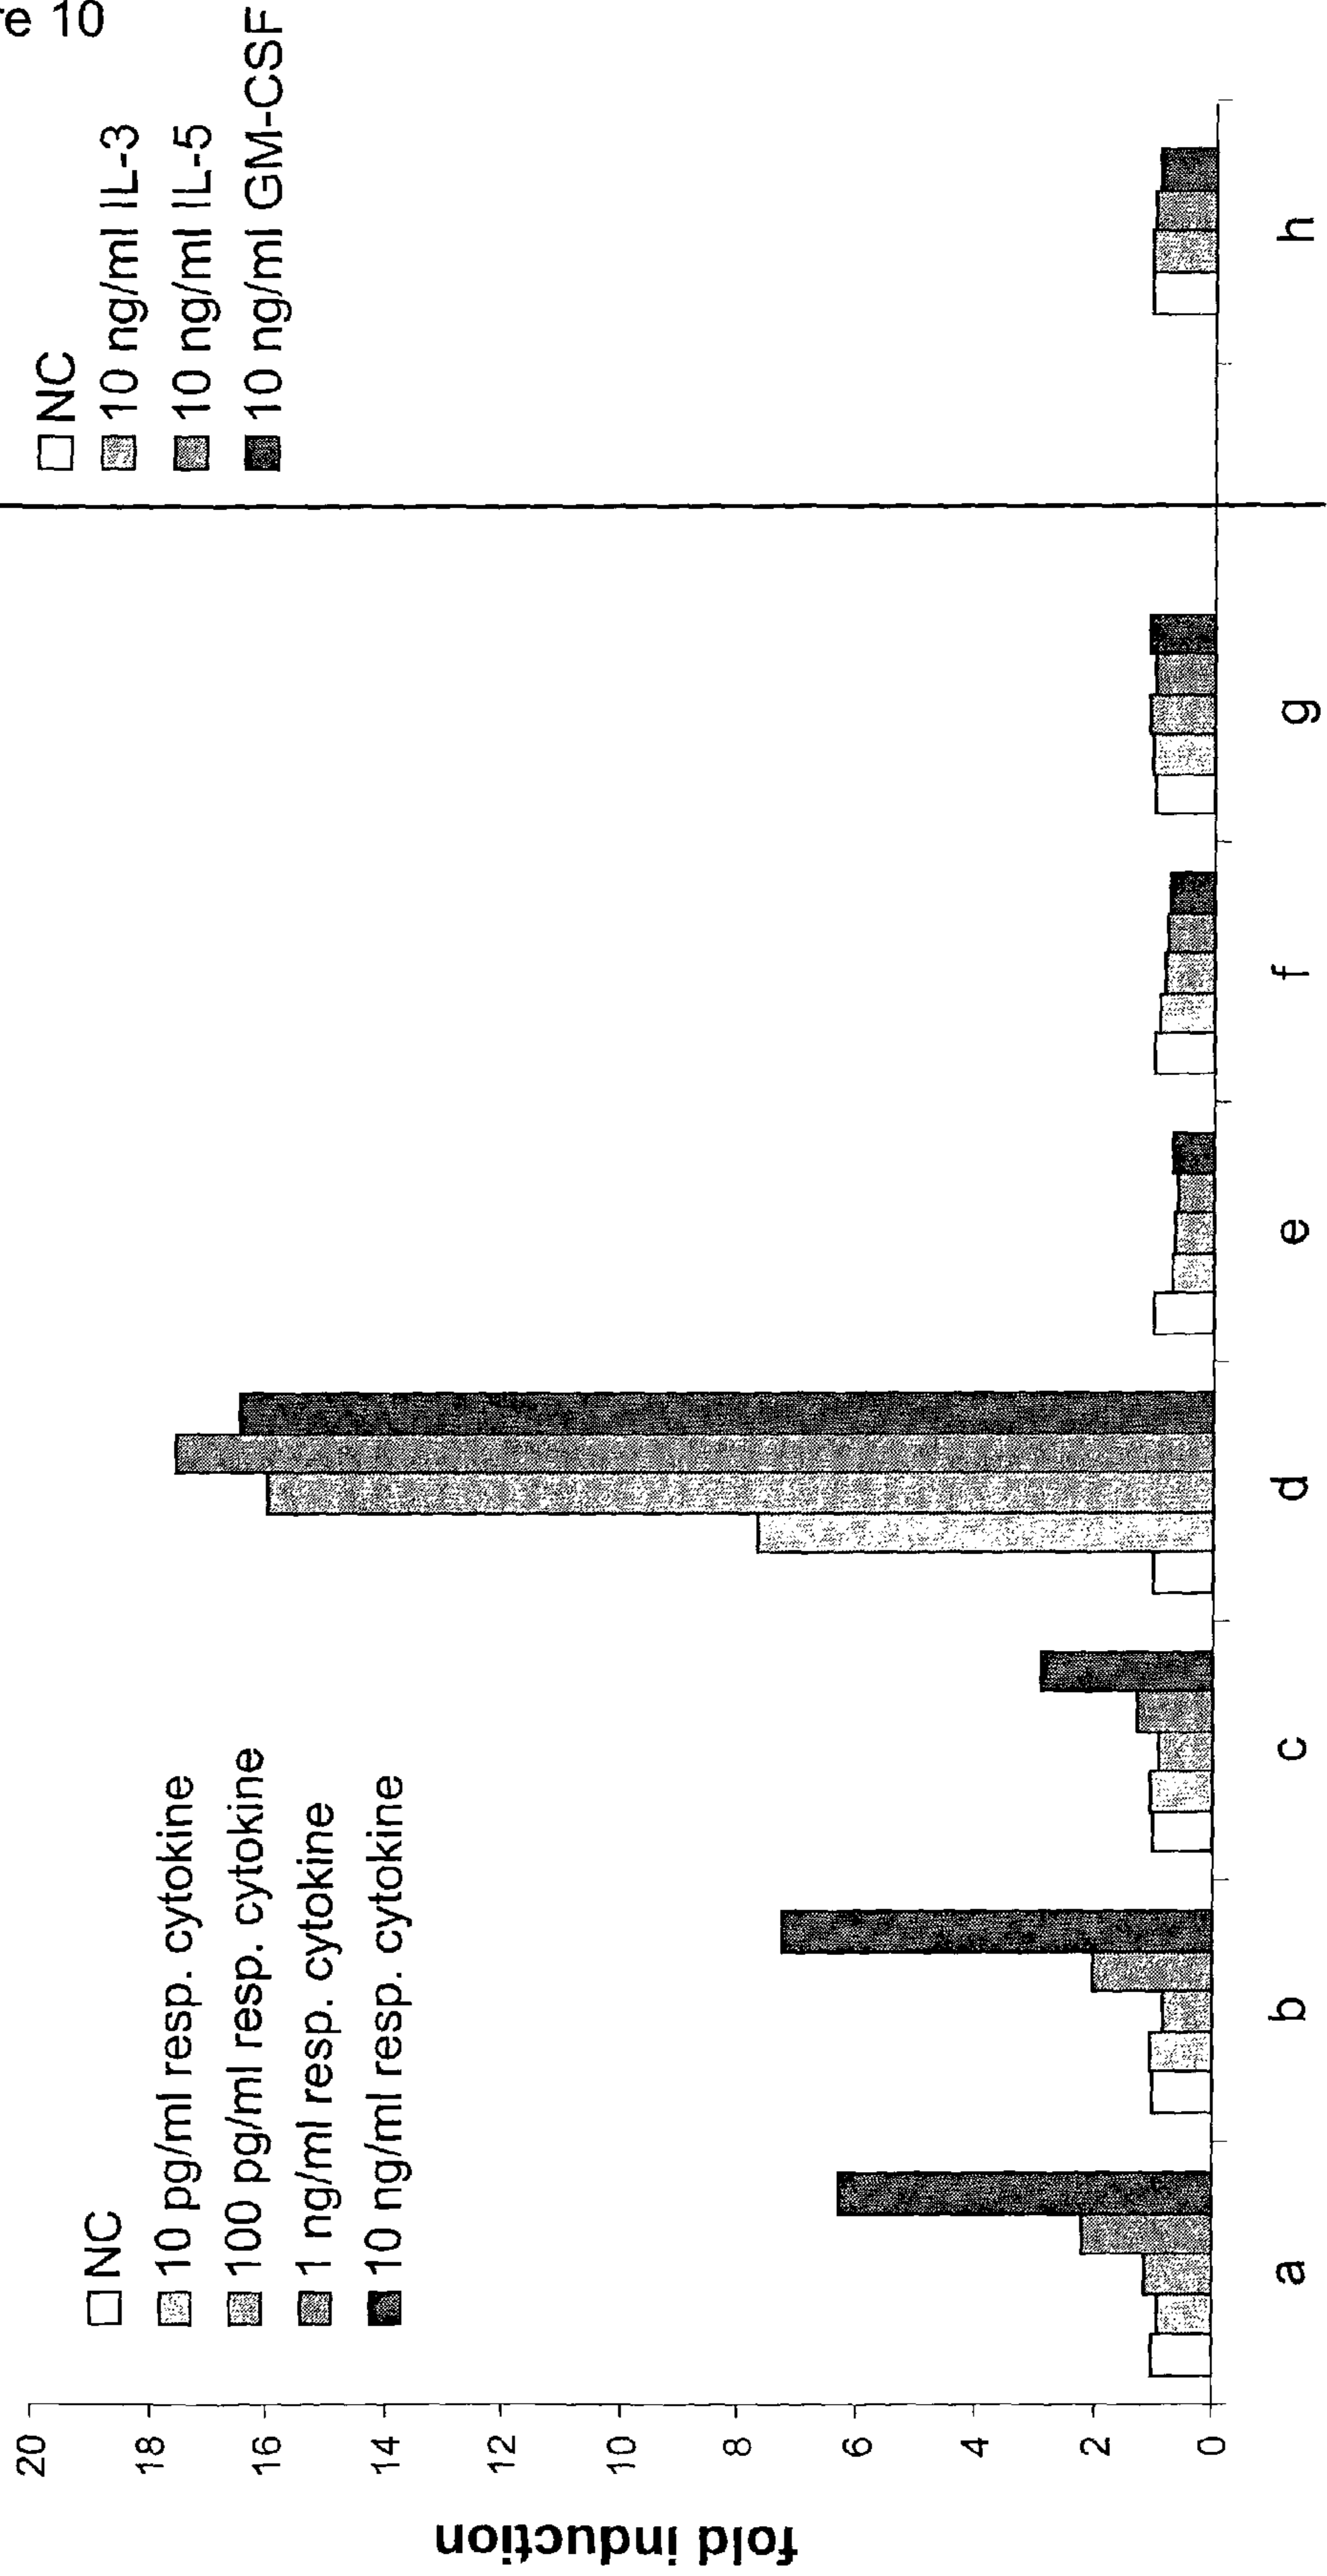 re 10
NC
10 pg/ml resp. cytokine
100 pg/ml resp. cytokine
1 ng/ml resp. cytokine
10 ng/ml resp. cytokine
NC
10 ng/ml IL-3
10 ng/ml IL-5
10 ng/ml GM-CSF
fold induction
20
18
16
14
12
10
8
6
4
2
0
a b c d e f g h